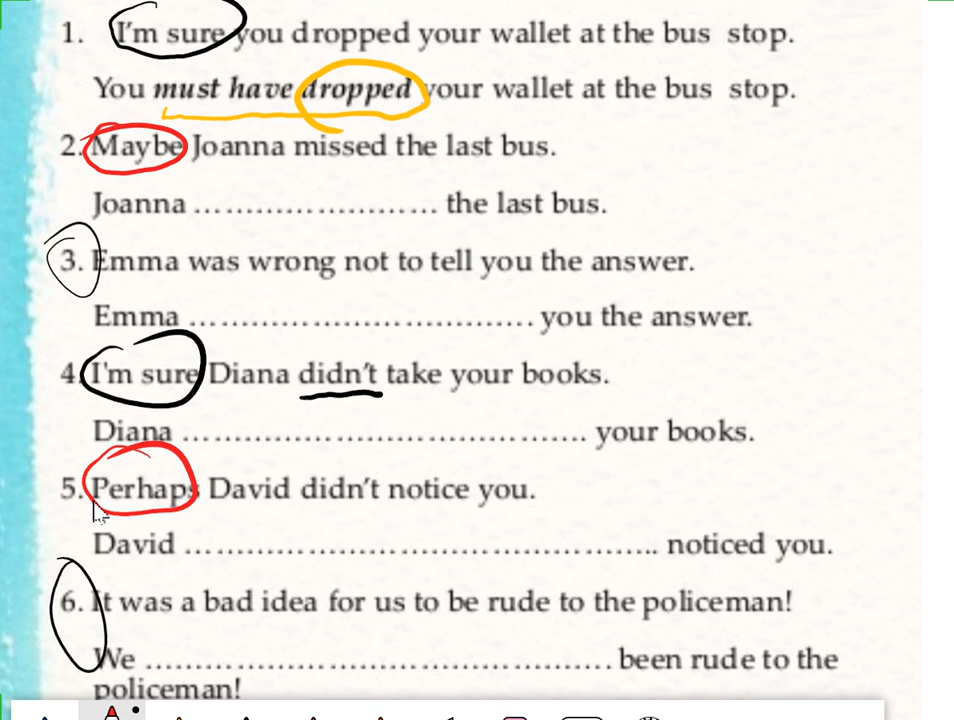 1. I'm sure you dropped your wallet at the bus stop.
You must have dropped your wallet at the bus stop.
2. Maybe Joanna missed the last bus.
Joanna ........................ the last bus.
3. Emma was wrong not to tell you the answer.
Emma .................................. you the answer.
4. I'm sure Diana didn't take your books.
Diana ........................................ your books.
5. Perhaps David didn't notice you.
David ............................................... noticed you.
6. It was a bad idea for us to be rude to the policeman!
We .............................................. been rude to the
policeman!